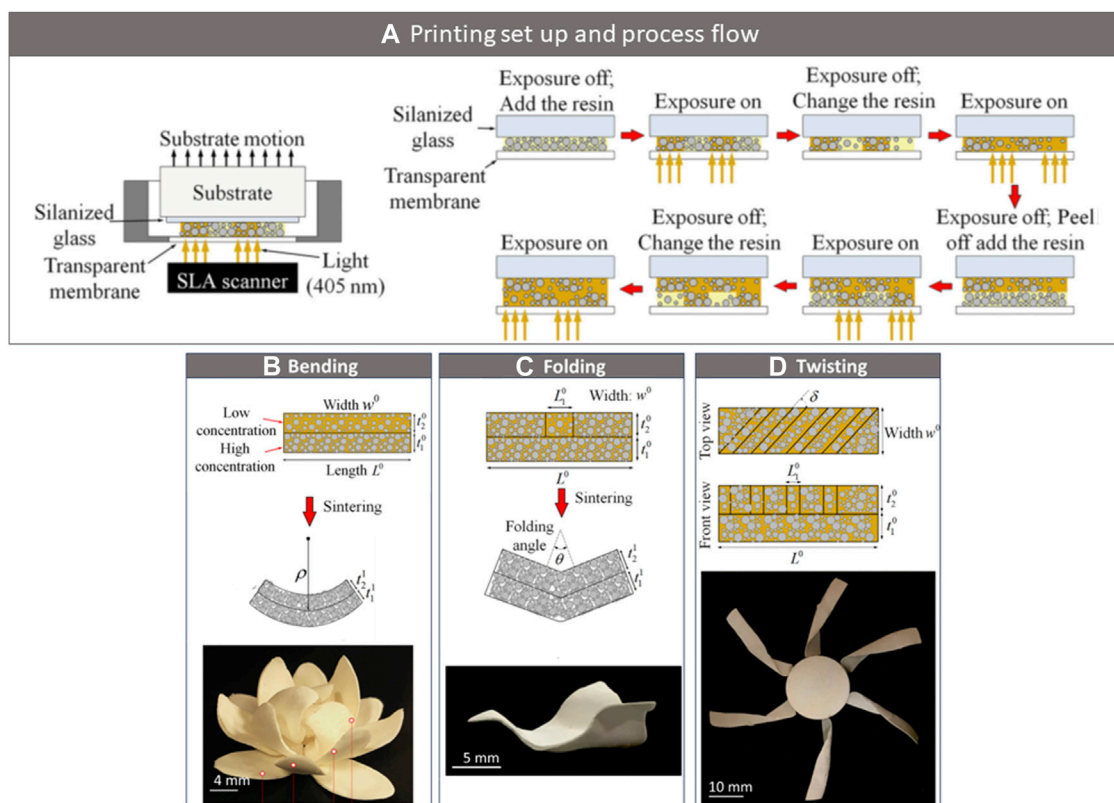 A Printing set up and process flow
Substrate motion
Substrate
Silanized
glass
Transparent
membrane
SLA scanner
Light
(405 nm)
Silanized
glass
Transparent
membrane
Exposure off;
Add the resin
Exposure on
Exposure off;
Change the resin
Exposure on
Exposure off; Peel
off add the resin
Exposure on
Exposure off;
Change the resin
Exposure on
B Bending
Width w⁰
Low
concentration
High
concentration
t₂⁰
t₁⁰
Length L⁰
Sintering
ρ
t₂¹
t₁¹
4 mm
C Folding
L₁⁰
Width: w⁰
t₂⁰
t₁⁰
L⁰
Sintering
Folding
angle
θ
t₂¹
t₁¹
5 mm
D Twisting
δ
Top view
Width w⁰
L₁⁰
Front view
t₂⁰
t₁⁰
L⁰
10 mm